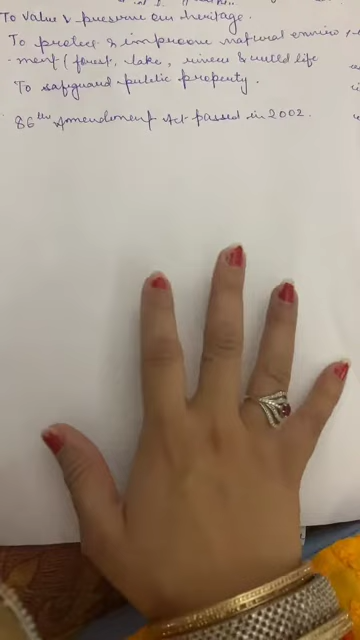 To value & preserve our heritage.
To protect & improve natural enviro
ment (forest, lake, rivers & wild life
To safeguard public property.
86th Amendment Act passed in 2002.